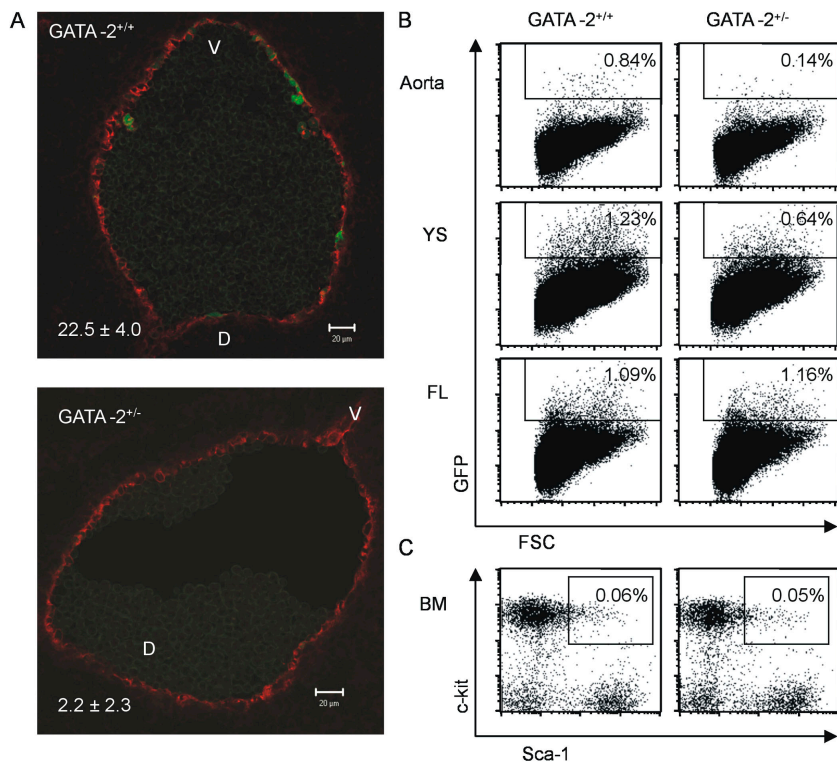 A
GATA-2+/+
V
D
22.5 ± 4.0
20 µm
GATA-2+/-
V
D
2.2 ± 2.3
20 µm
B
GATA-2+/+ GATA-2+/-
Aorta
0.84% 0.14%
YS
1.23% 0.64%
FL
1.09% 1.16%
GFP
FSC
C
BM
0.06% 0.05%
c-kit
Sca-1